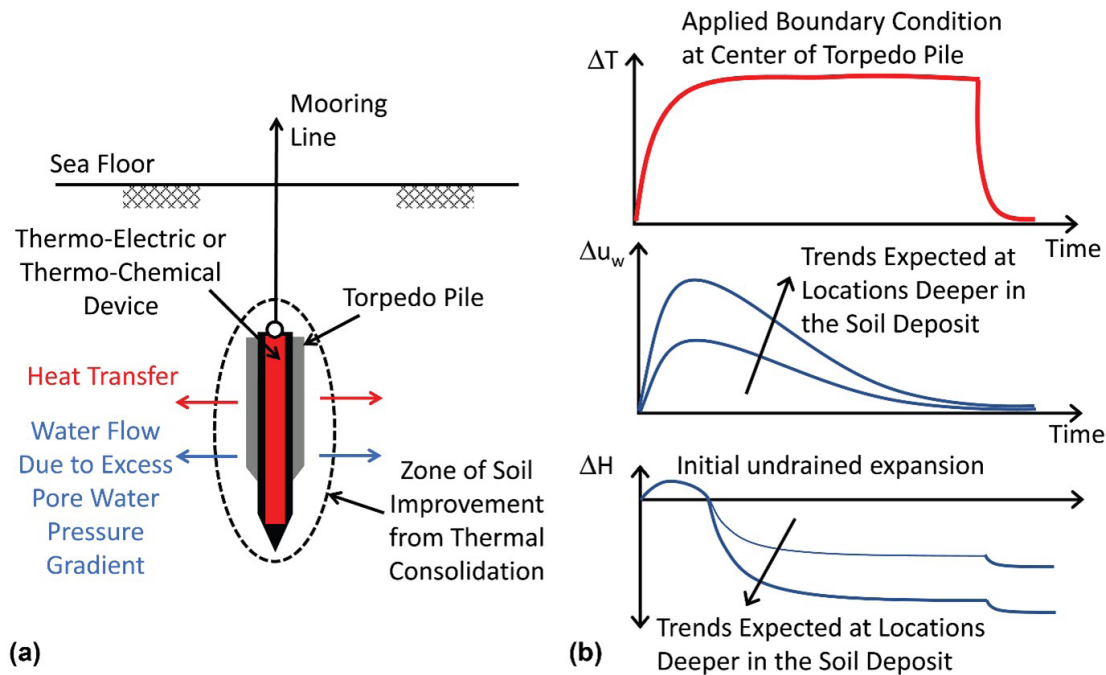 Mooring
Line
Sea Floor
Thermo-Electric or
Thermo-Chemical
Device
Torpedo Pile
Heat Transfer
Water Flow
Due to Excess
Pore Water
Pressure
Gradient
Zone of Soil
Improvement
from Thermal
Consolidation
(a)
Applied Boundary Condition
at Center of Torpedo Pile
ΔT
Time
Δu_w
Trends Expected at
Locations Deeper in
the Soil Deposit
Time
ΔH
Initial undrained expansion
Trends Expected at Locations
Deeper in the Soil Deposit
(b)